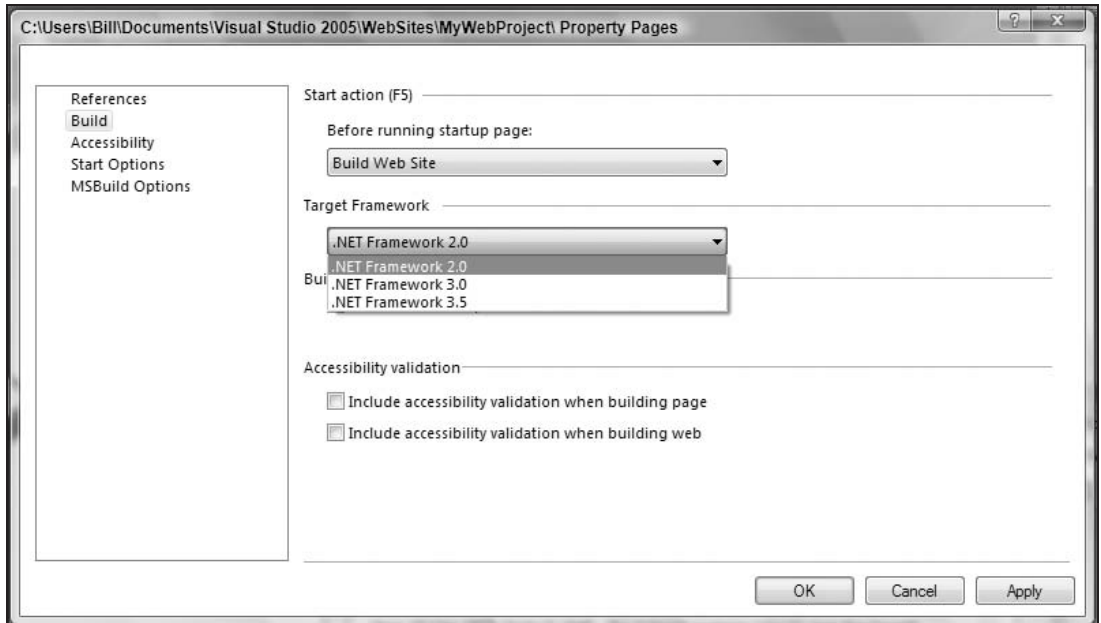 C:\Users\Bill\Documents\Visual Studio 2005\WebSites\MyWebProject\ Property Pages
References
Build
Accessibility
Start Options
MSBuild Options
Start action (F5)
Before running startup page:
Build Web Site
Target Framework
.NET Framework 2.0
.NET Framework 2.0
.NET Framework 3.0
.NET Framework 3.5
Bui
Accessibility validation
Include accessibility validation when building page
Include accessibility validation when building web
OK
Cancel
Apply